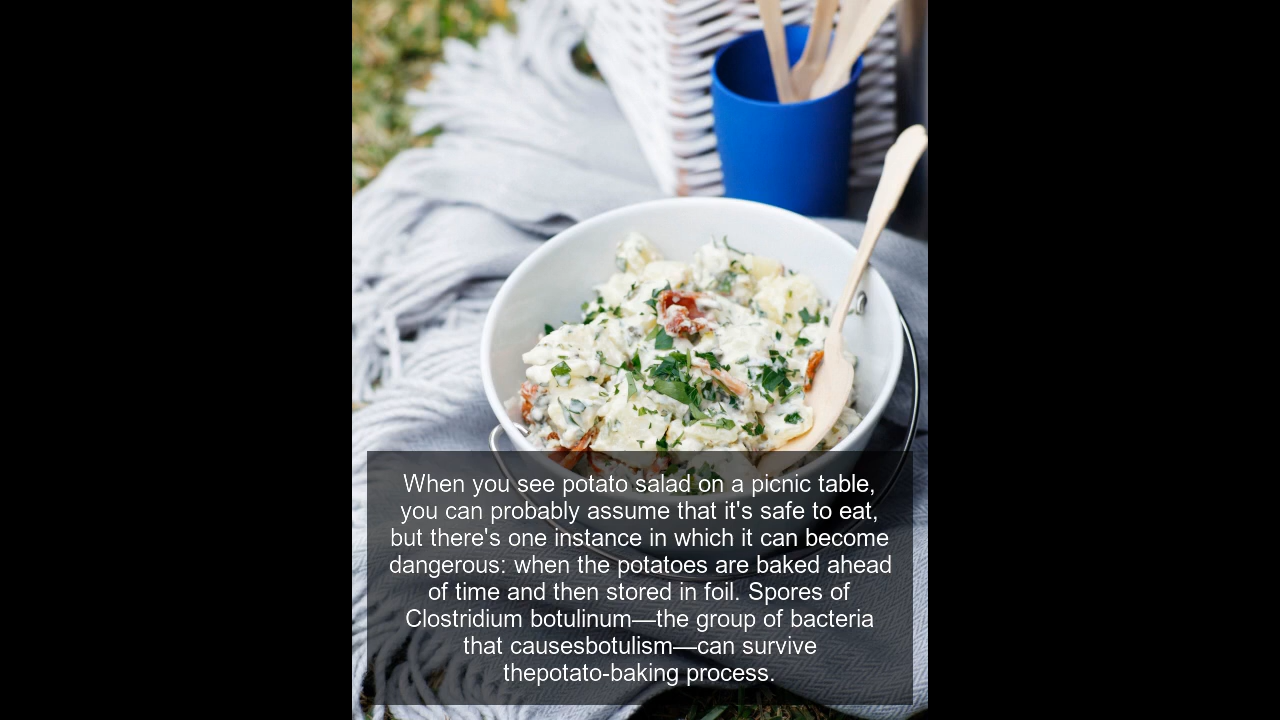 When you see potato salad on a picnic table,
you can probably assume that it's safe to eat,
but there's one instance in which it can become
dangerous: when the potatoes are baked ahead
of time and then stored in foil. Spores of
Clostridium botulinum—the group of bacteria
that causesbotulism—can survive
thepotato-baking process.